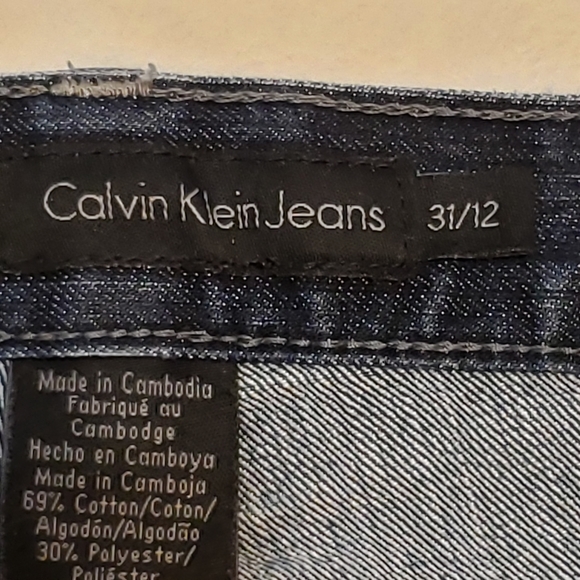 Calvin Klein Jeans 31/12
Made in Cambodia
Fabriqué au
Cambodge
Hecho en Camboya
Made in Camboja
69% Cotton/Coton/
Algodón/Algodão
30% Polyester/
Poliéster